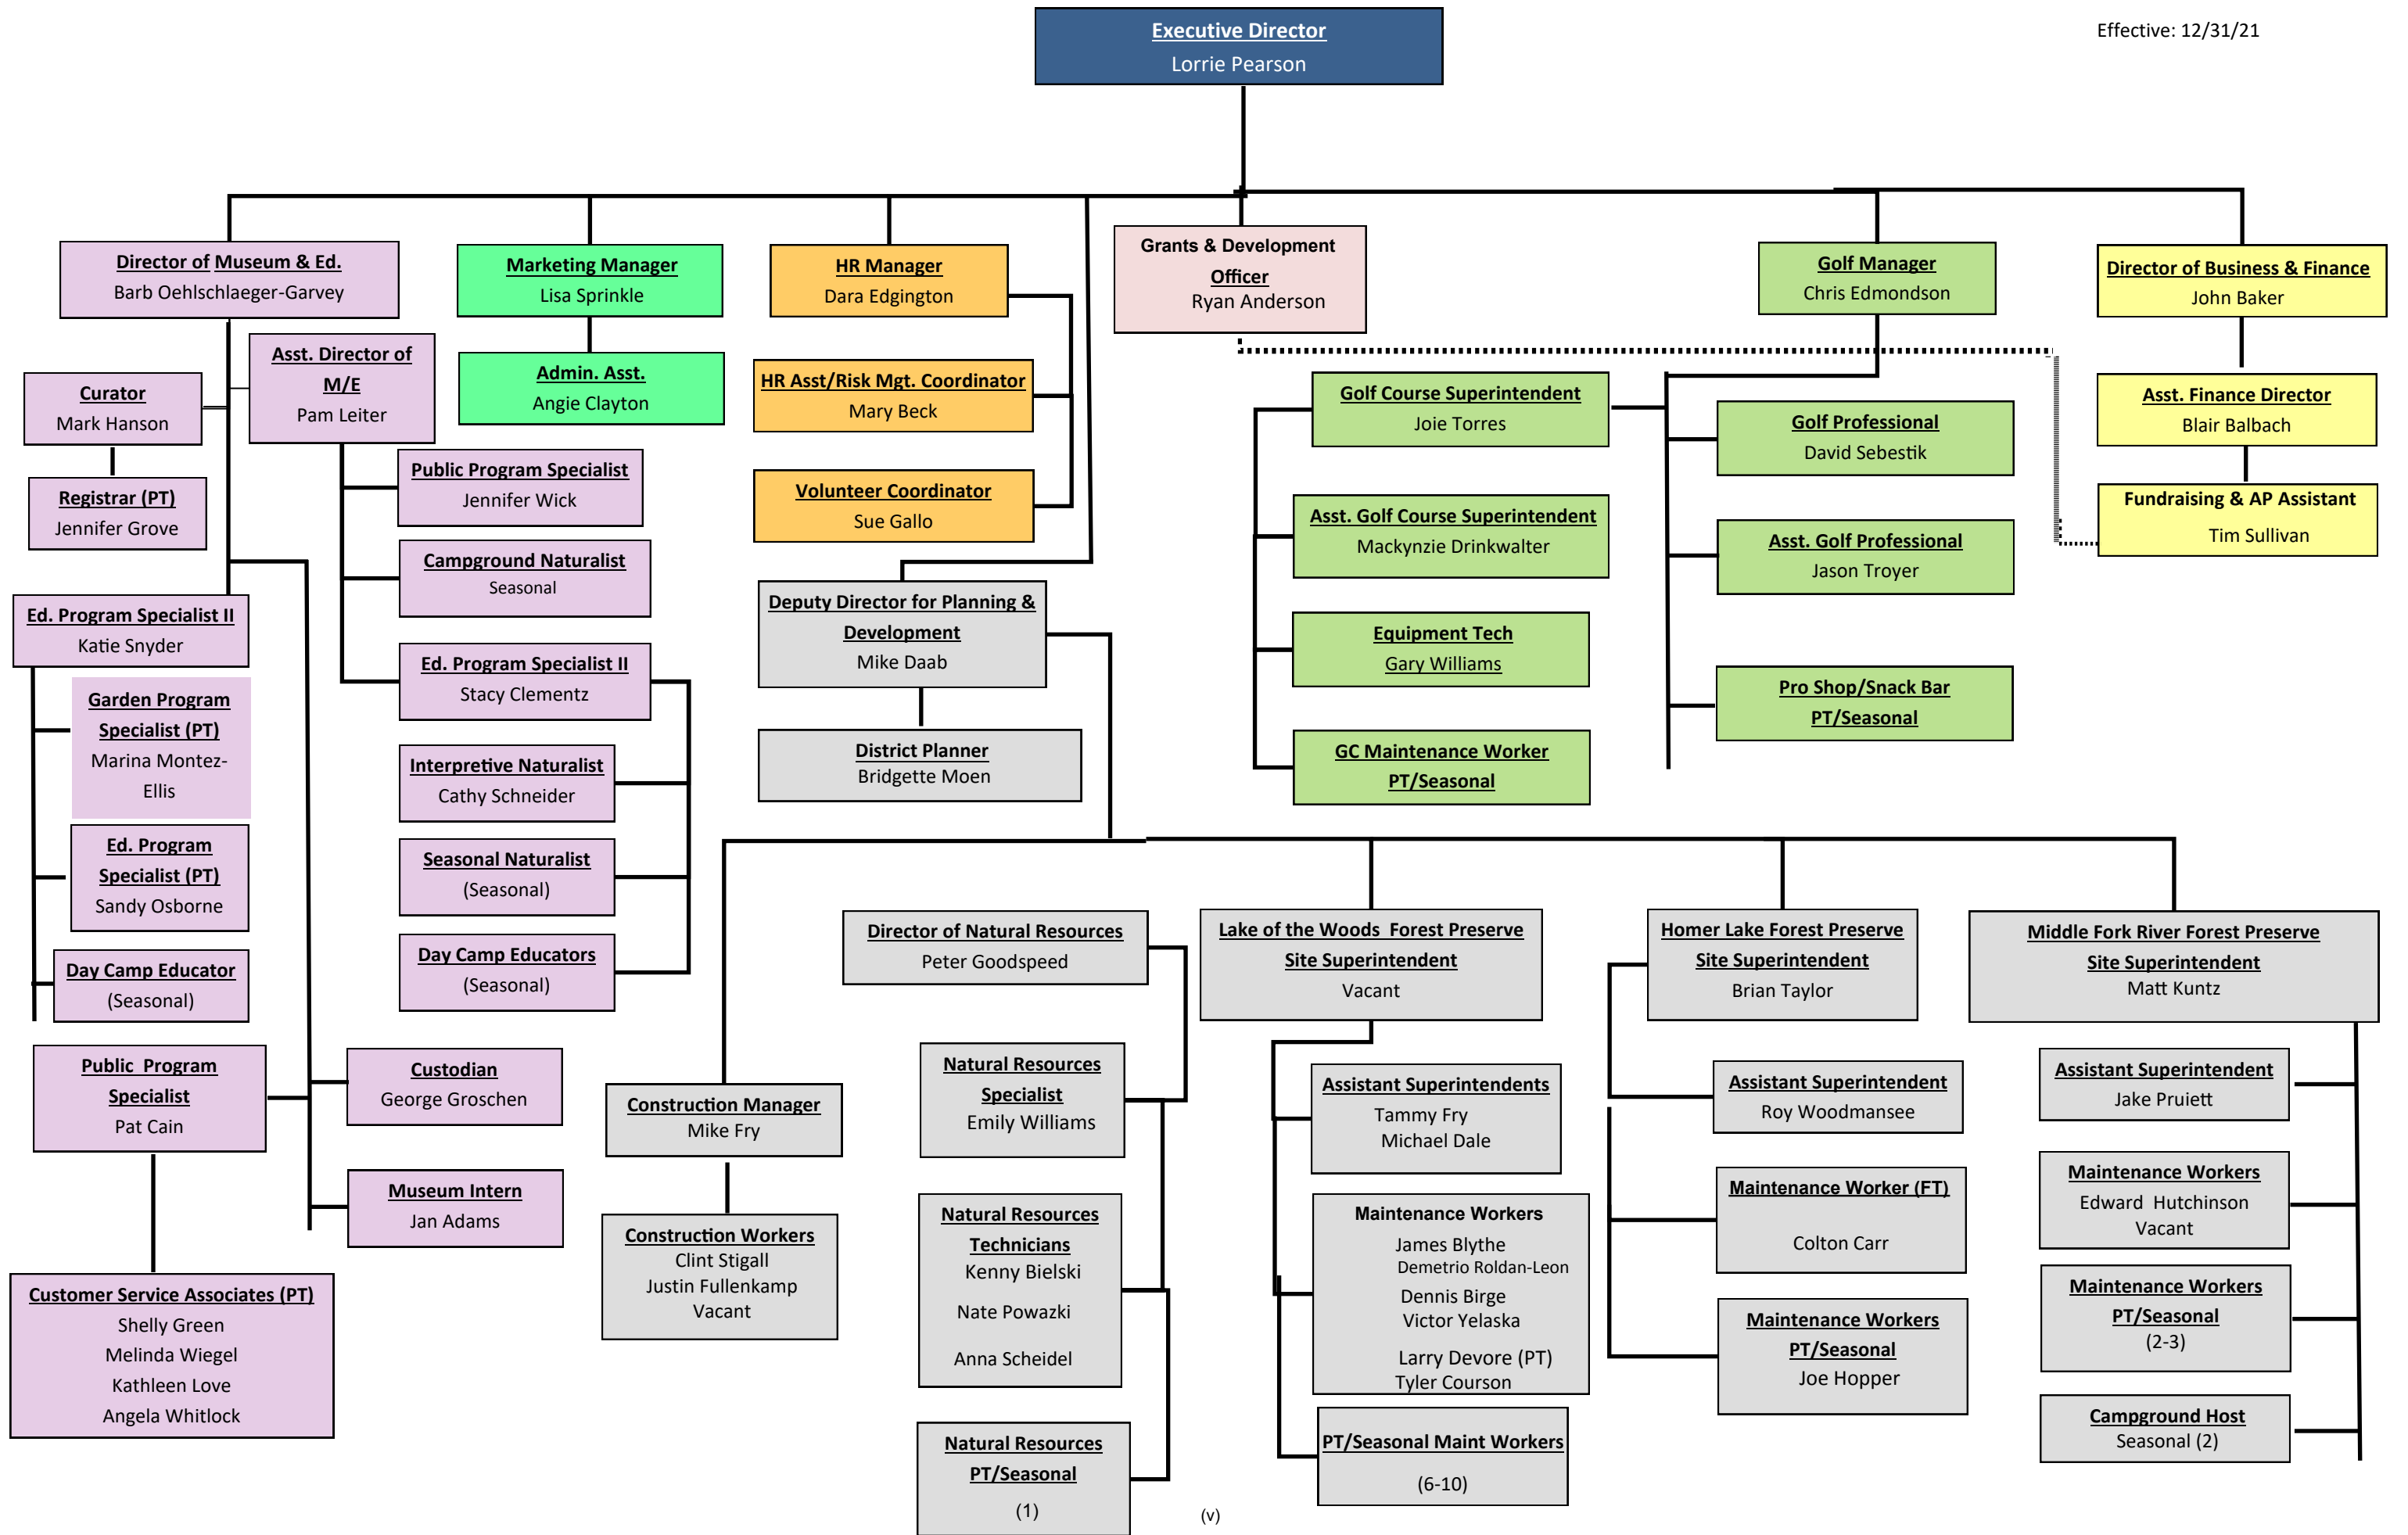 Effective: 12/31/21
Executive Director
Lorrie Pearson
Director of Museum & Ed.
Barb Oehlschlaeger-Garvey
Marketing Manager
Lisa Sprinkle
HR Manager
Dara Edgington
Grants & Development
Officer
Ryan Anderson
Golf Manager
Chris Edmondson
Director of Business & Finance
John Baker
Curator
Mark Hanson
Registrar (PT)
Jennifer Grove
Asst. Director of
M/E
Pam Leiter
Public Program Specialist
Jennifer Wick
Campground Naturalist
Seasonal
Ed. Program Specialist II
Stacy Clementz
Interpretive Naturalist
Cathy Schneider
Seasonal Naturalist
(Seasonal)
Day Camp Educators
(Seasonal)
Ed. Program Specialist II
Katie Snyder
Garden Program
Specialist (PT)
Marina Montez-
Ellis
Ed. Program
Specialist (PT)
Sandy Osborne
Day Camp Educator
(Seasonal)
Public  Program
Specialist
Pat Cain
Custodian
George Groschen
Museum Intern
Jan Adams
Customer Service Associates (PT)
Shelly Green
Melinda Wiegel
Kathleen Love
Angela Whitlock
Admin. Asst.
Angie Clayton
HR Asst/Risk Mgt. Coordinator
Mary Beck
Volunteer Coordinator
Sue Gallo
Deputy Director for Planning &
Development
Mike Daab
District Planner
Bridgette Moen
Golf Course Superintendent
Joie Torres
Asst. Golf Course Superintendent
Mackynzie Drinkwalter
Equipment Tech
Gary Williams
GC Maintenance Worker
PT/Seasonal
Golf Professional
David Sebestik
Asst. Golf Professional
Jason Troyer
Pro Shop/Snack Bar
PT/Seasonal
Asst. Finance Director
Blair Balbach
Fundraising & AP Assistant
Tim Sullivan
Construction Manager
Mike Fry
Construction Workers
Clint Stigall
Justin Fullenkamp
Vacant
Director of Natural Resources
Peter Goodspeed
Natural Resources
Specialist
Emily Williams
Natural Resources
Technicians
Kenny Bielski
Nate Powazki
Anna Scheidel
Natural Resources
PT/Seasonal
(1)
Lake of the Woods  Forest Preserve
Site Superintendent
Vacant
Assistant Superintendents
Tammy Fry
Michael Dale
Maintenance Workers
James Blythe
Demetrio Roldan-Leon
Dennis Birge
Victor Yelaska
Larry Devore (PT)
Tyler Courson
PT/Seasonal Maint Workers
(6-10)
Homer Lake Forest Preserve
Site Superintendent
Brian Taylor
Assistant Superintendent
Roy Woodmansee
Maintenance Worker (FT)
Colton Carr
Maintenance Workers
PT/Seasonal
Joe Hopper
Middle Fork River Forest Preserve
Site Superintendent
Matt Kuntz
Assistant Superintendent
Jake Pruiett
Maintenance Workers
Edward  Hutchinson
Vacant
Maintenance Workers
PT/Seasonal
(2-3)
Campground Host
Seasonal (2)
(v)